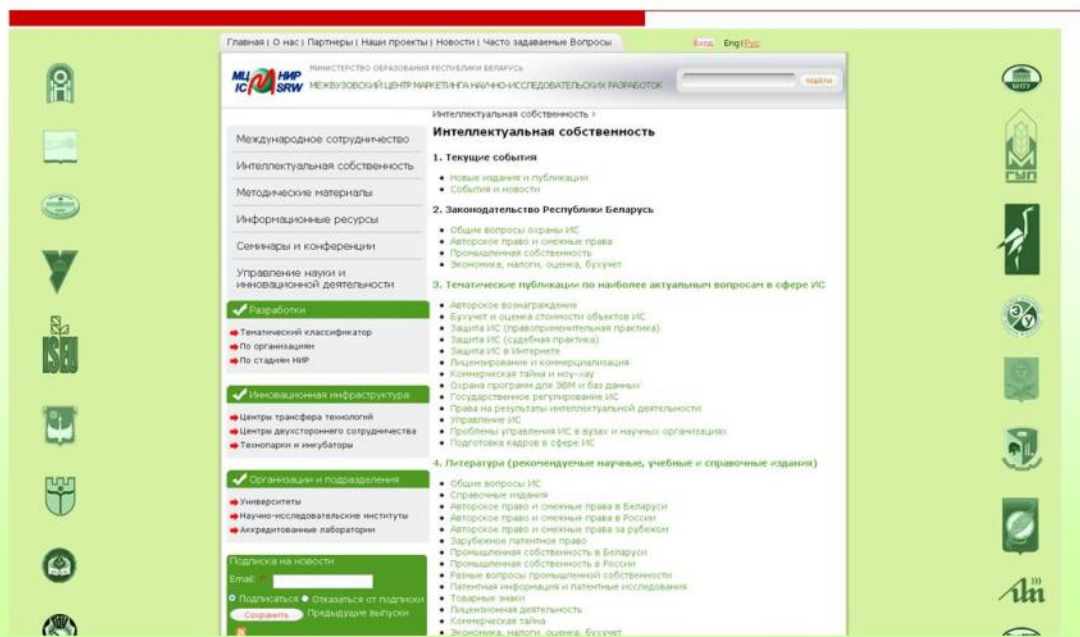 Главная | О нас | Партнеры | Наши проекты | Новости | Часто задаваемые Вопросы
Вход Eng | Рус
МЦ НИР
IC SRW
МИНИСТЕРСТВО ОБРАЗОВАНИЯ РЕСПУБЛИКИ БЕЛАРУСЬ
МЕЖВУЗОВСКИЙ ЦЕНТР МАРКЕТИНГА НАУЧНО-ИССЛЕДОВАТЕЛЬСКИХ РАЗРАБОТОК
Найти
Международное сотрудничество
Интеллектуальная собственность
Методические материалы
Информационные ресурсы
Семинары и конференции
Управление науки и
инновационной деятельности
Разработки
Тематический классификатор
По организациям
По стадиям НИР
Инновационная инфраструктура
Центры трансфера технологий
Центры двухстороннего сотрудничества
Технопарки и инкубаторы
Организации и подразделения
Университеты
Научно-исследовательские институты
Аккредитованные лаборатории
Подписка на новости
Email: *
Подписаться Отказаться от подписки
Сохранить Предыдущие выпуски
Интеллектуальная собственность ›
Интеллектуальная собственность
1. Текущие события
• Новые издания и публикации
• События и новости
2. Законодательство Республики Беларусь
• Общие вопросы охраны ИС
• Авторское право и смежные права
• Промышленная собственность
• Экономика, налоги, оценка, бухучет
3. Тематические публикации по наиболее актуальным вопросам в сфере ИС
• Авторское вознаграждение
• Бухучет и оценка стоимости объектов ИС
• Защита ИС (правоприменительная практика)
• Защита ИС (судебная практика)
• Защита ИС в Интернете
• Лицензирование и коммерциализация
• Коммерческая тайна и ноу-хау
• Охрана программ для ЭВМ и баз данных
• Государственное регулирование ИС
• Права на результаты интеллектуальной деятельности
• Управление ИС
• Проблемы управления ИС в вузах и научных организациях
• Подготовка кадров в сфере ИС
4. Литература (рекомендуемые научные, учебные и справочные издания)
• Общие вопросы ИС
• Справочные издания
• Авторское право и смежные права в Беларуси
• Авторское право и смежные права в России
• Авторское право и смежные права за рубежом
• Зарубежное патентное право
• Промышленная собственность в Беларуси
• Промышленная собственность в России
• Разные вопросы промышленной собственности
• Патентная информация и патентные исследования
• Товарные знаки
• Лицензионная деятельность
• Коммерческая тайна
• Экономика, налоги, оценка, бухучет
ISEU
ГУП